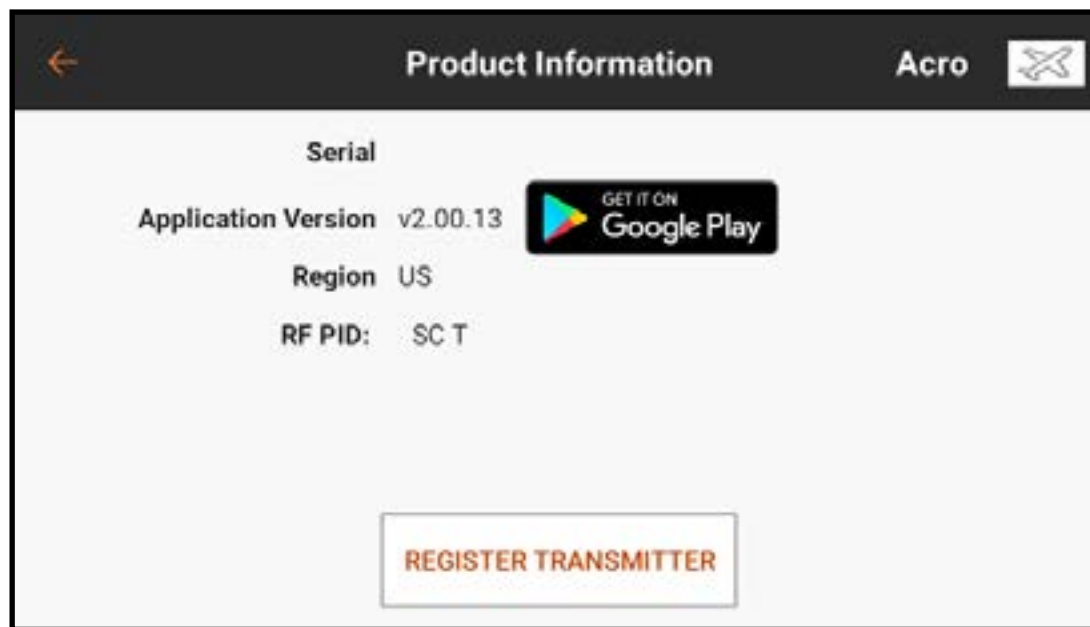 Product Information
Acro
Serial
Application Version v2.00.13
GET IT ON
Google Play
Region US
RF PID: SC T
REGISTER TRANSMITTER